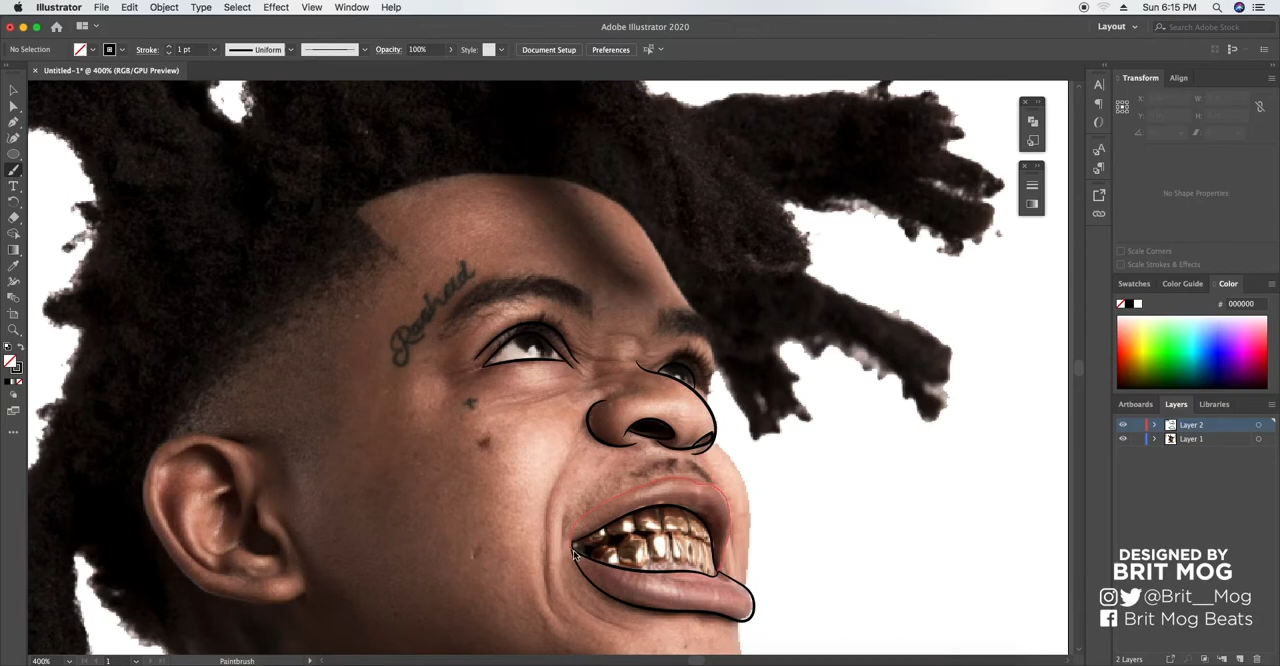 Illustrator File Edit Object Type Select Effect View Window Help Sun 6:15 PM
Adobe Illustrator 2020 Layout Search Adobe Stock
No Selection Stroke: 1 pt Uniform Opacity: 100% Style: Document Setup Preferences
× Untitled-1* @ 400% (RGB/GPU Preview)
Transform Align
X: W:
Y: H:
No Shape Properties
Scale Corners
Scale Strokes & Effects
Swatches Color Guide Color
# 000000
Artboards Layers Libraries
Layer 2
Layer 1
Rashad
DESIGNED BY
BRIT MOG
@Brit__Mog
Brit Mog Beats
400% 1 Paintbrush 2 Layers